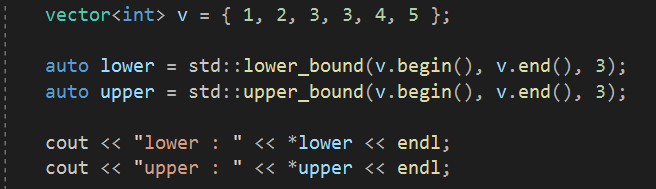 vector<int> v = { 1, 2, 3, 3, 4, 5 };
auto lower = std::lower_bound(v.begin(), v.end(), 3);
auto upper = std::upper_bound(v.begin(), v.end(), 3);
cout << "lower : " << *lower << endl;
cout << "upper : " << *upper << endl;